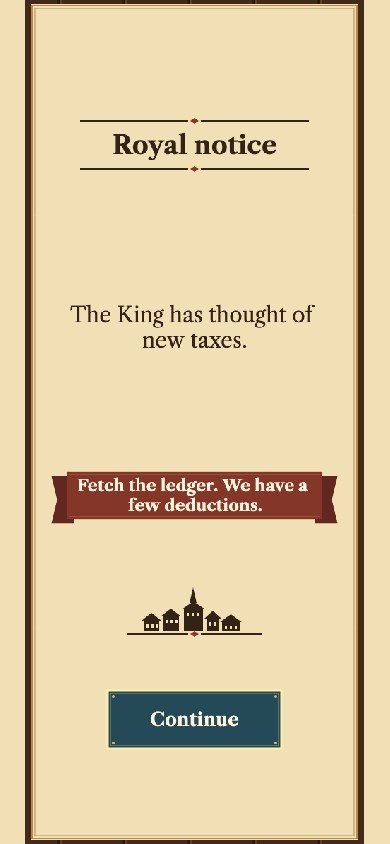 Royal notice
The King has thought of
new taxes.
Fetch the ledger. We have a
few deductions.
Continue